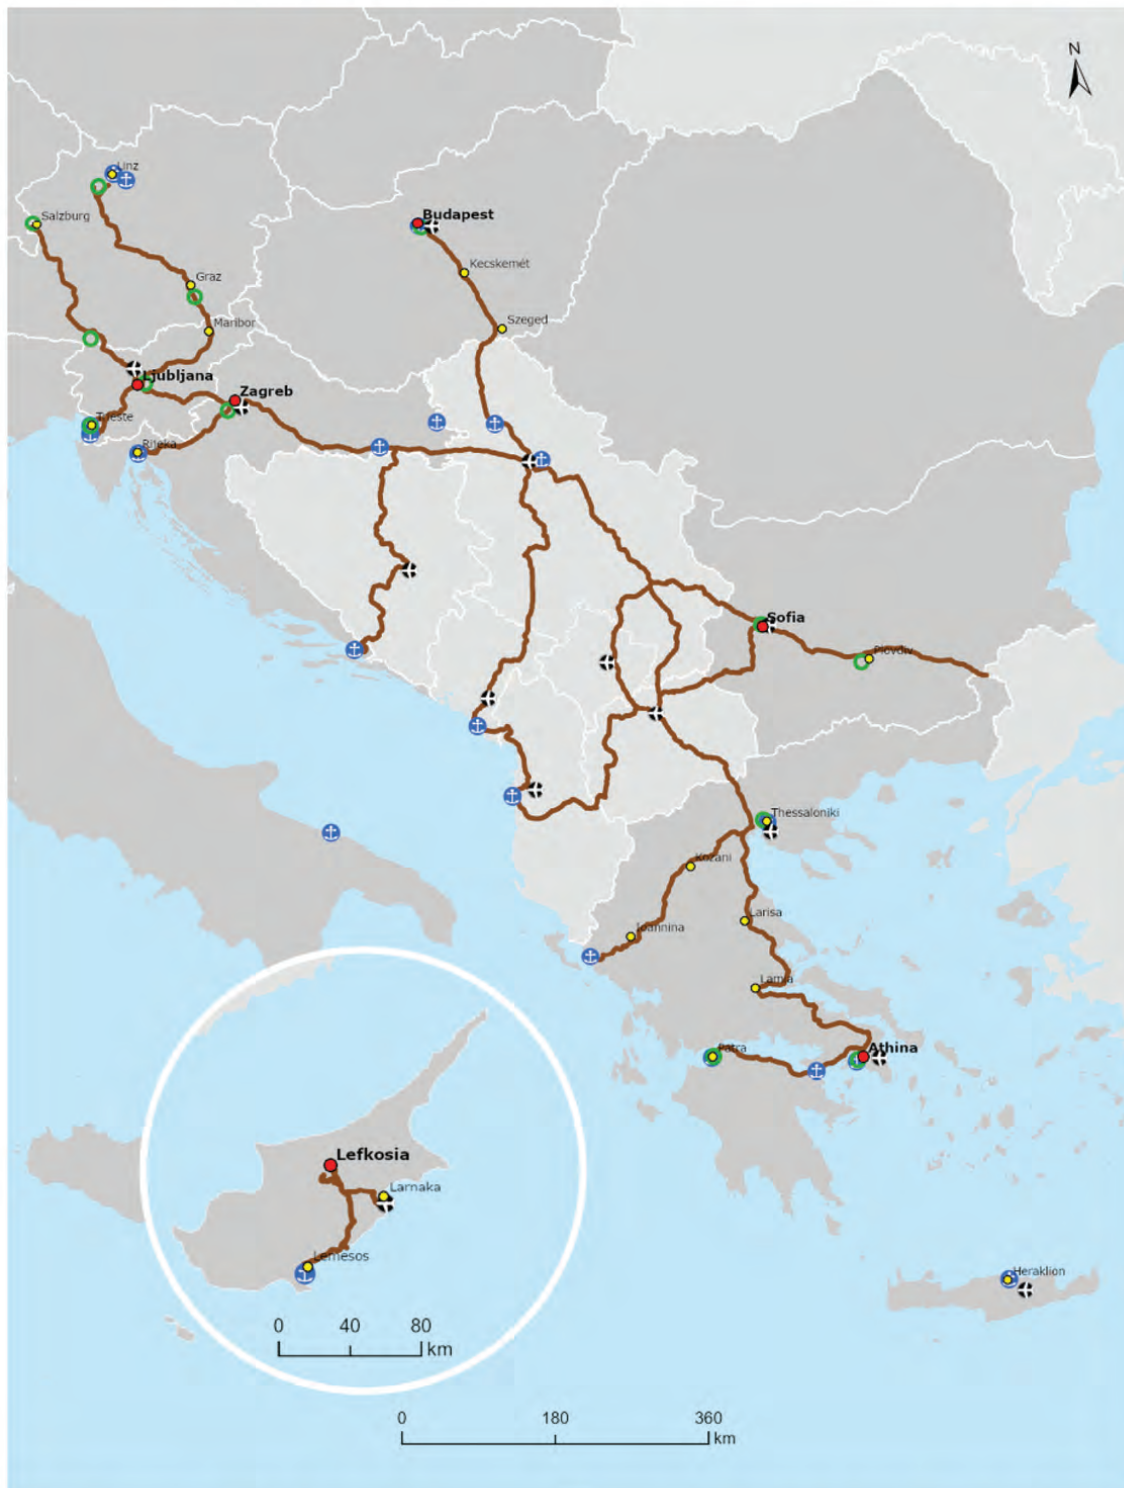 N
Linz
Salzburg
Budapest
Kecskemét
Graz
Szeged
Maribor
Ljubljana
Zagreb
Trieste
Rijeka
Sofia
Plovdiv
Thessaloniki
Kozani
Larisa
Ioannina
Lamia
Patra
Athina
Lefkosia
Larnaka
Lemesos
Heraklion
0 40 80
km
0 180 360
km